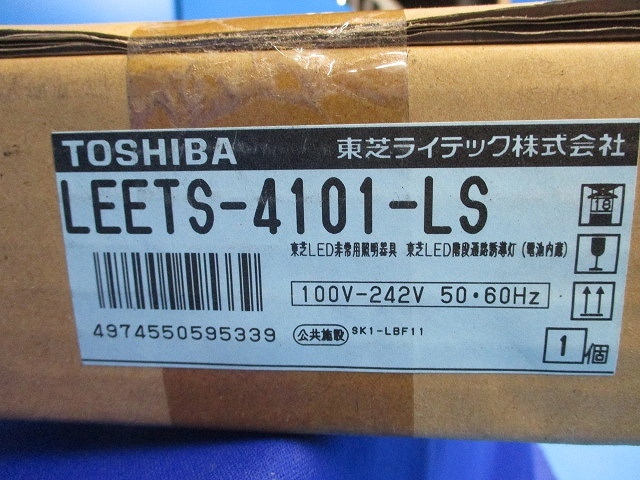 TOSHIBA 東芝ライテック株式会社
LEETS-4101-LS
東芝LED非常用照明器具 東芝LED階段通路誘導灯(電池内蔵)
100V-242V 50・60Hz
4974550595339 公共施設 SK1-LBF11
18
1個